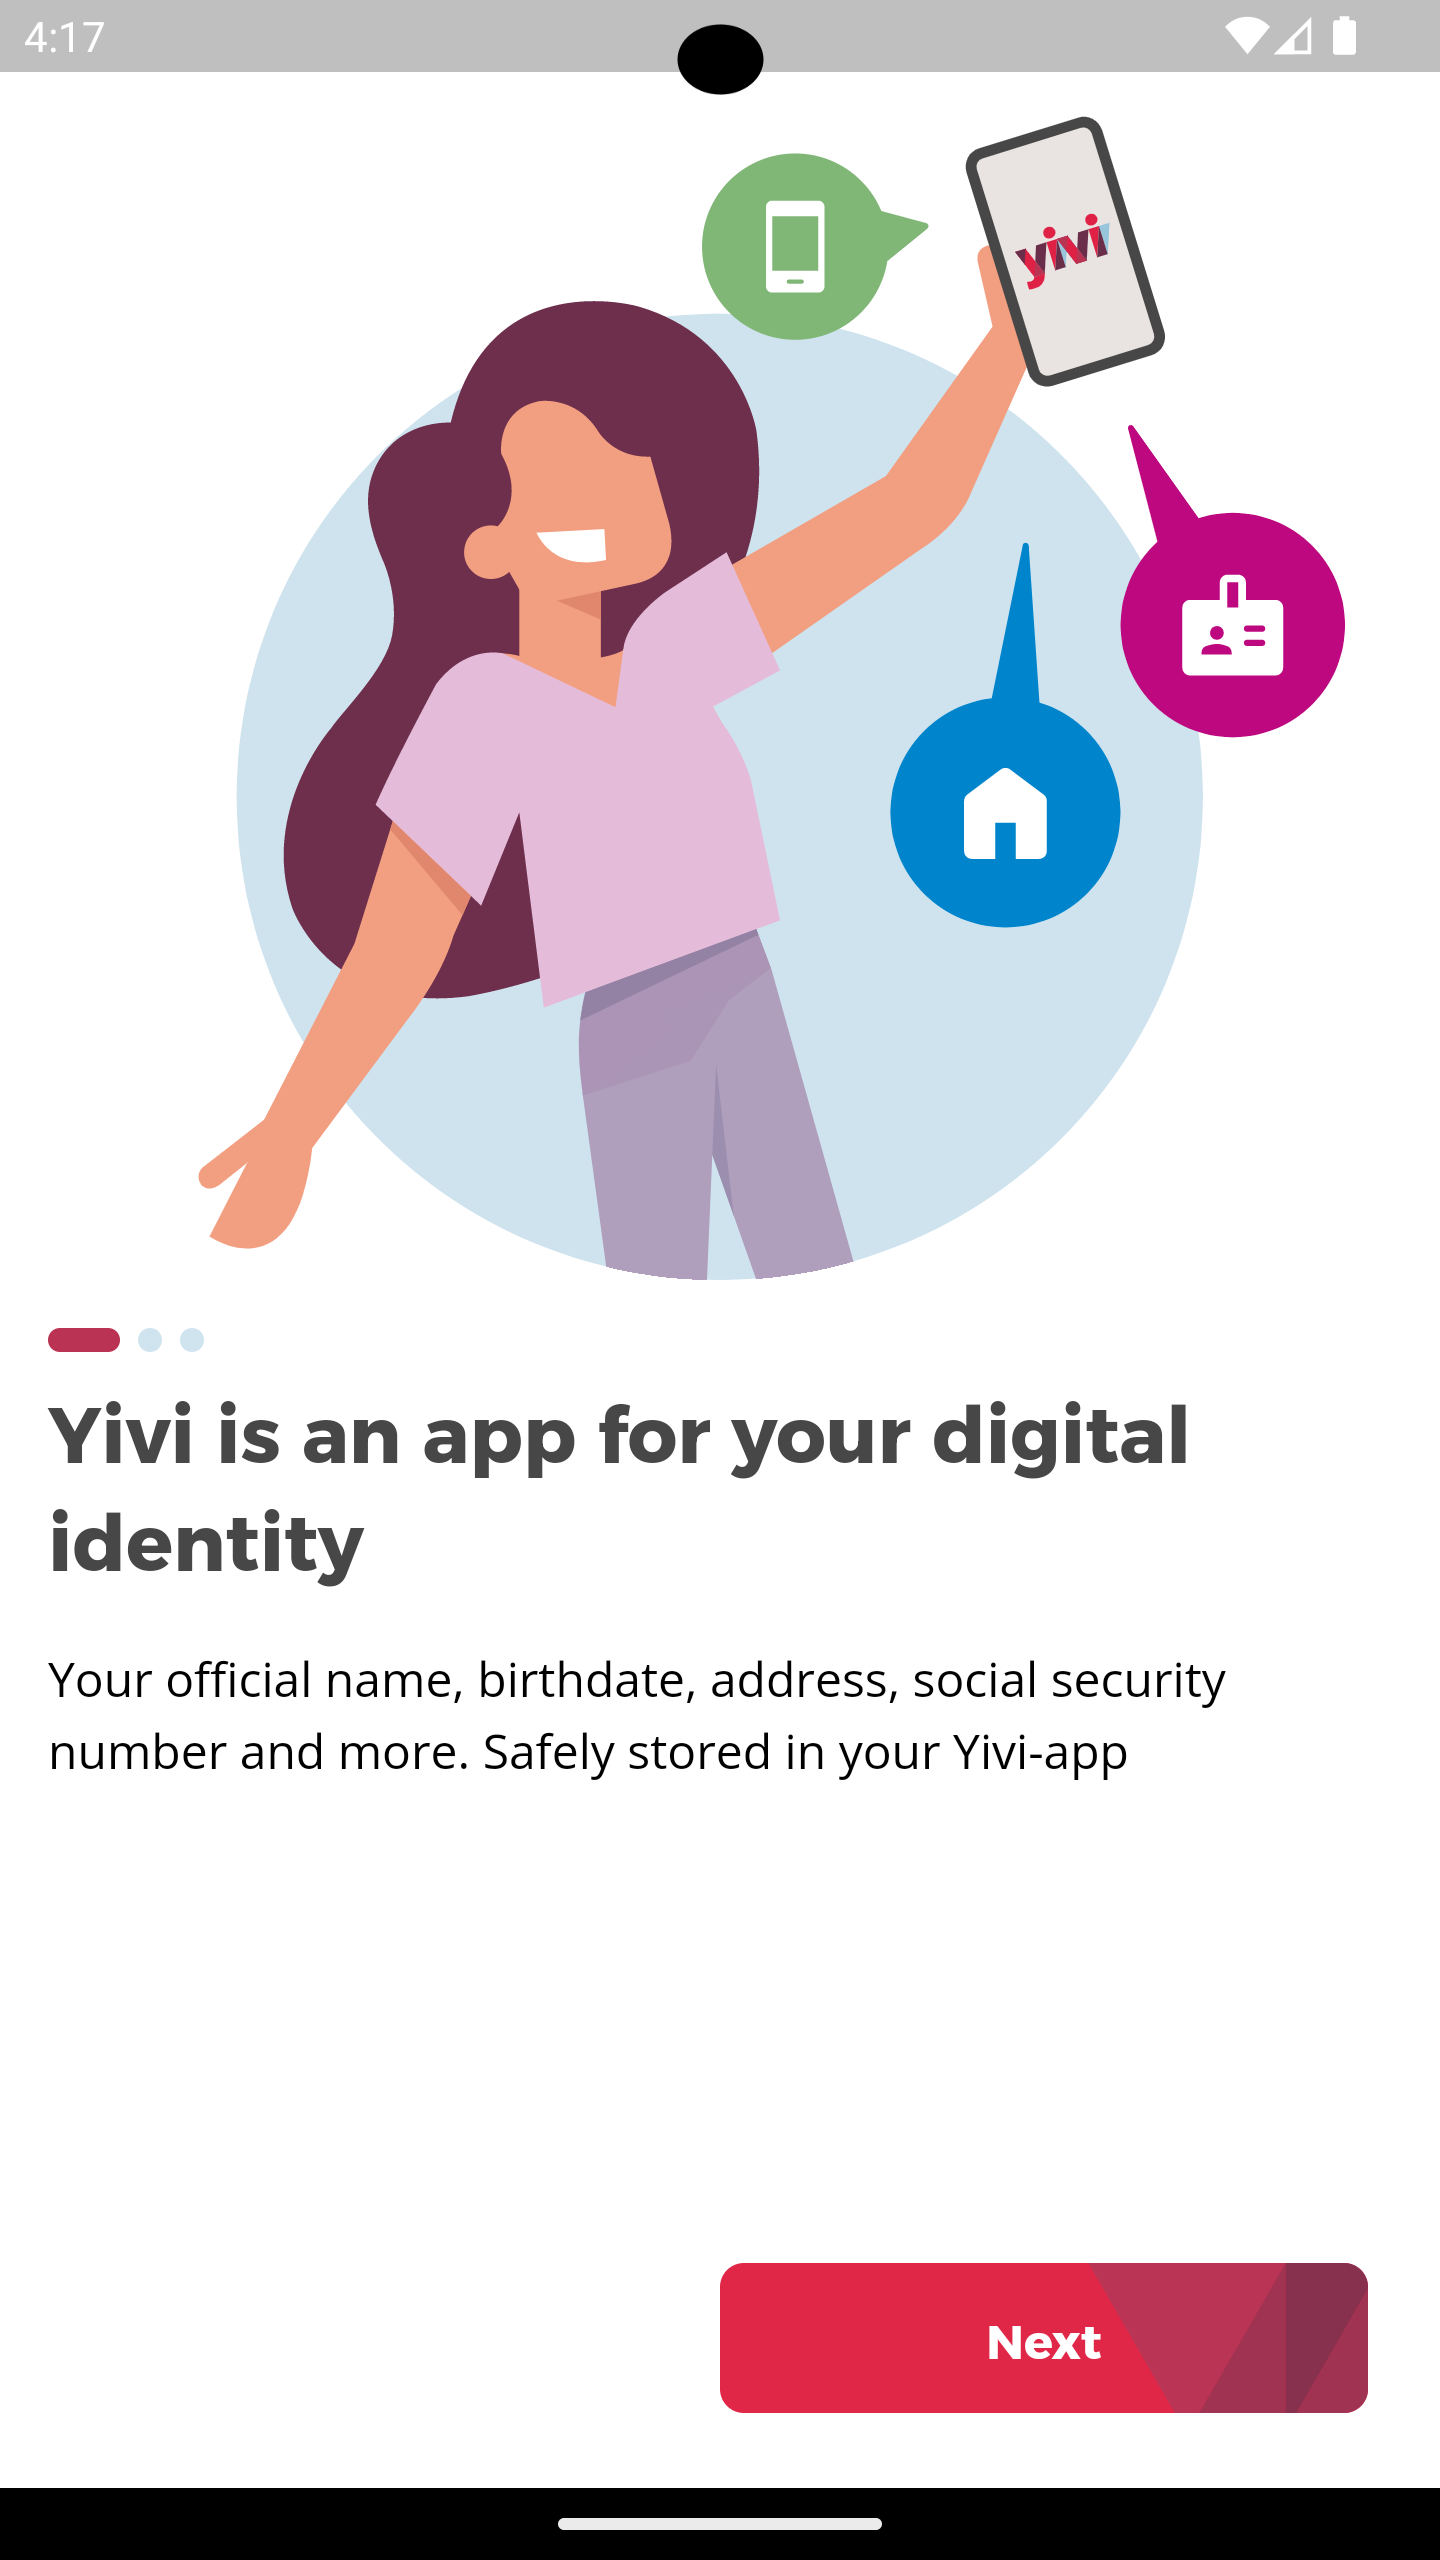 4:17
yivi
Yivi is an app for your digital
identity
Your official name, birthdate, address, social security
number and more. Safely stored in your Yivi-app
Next